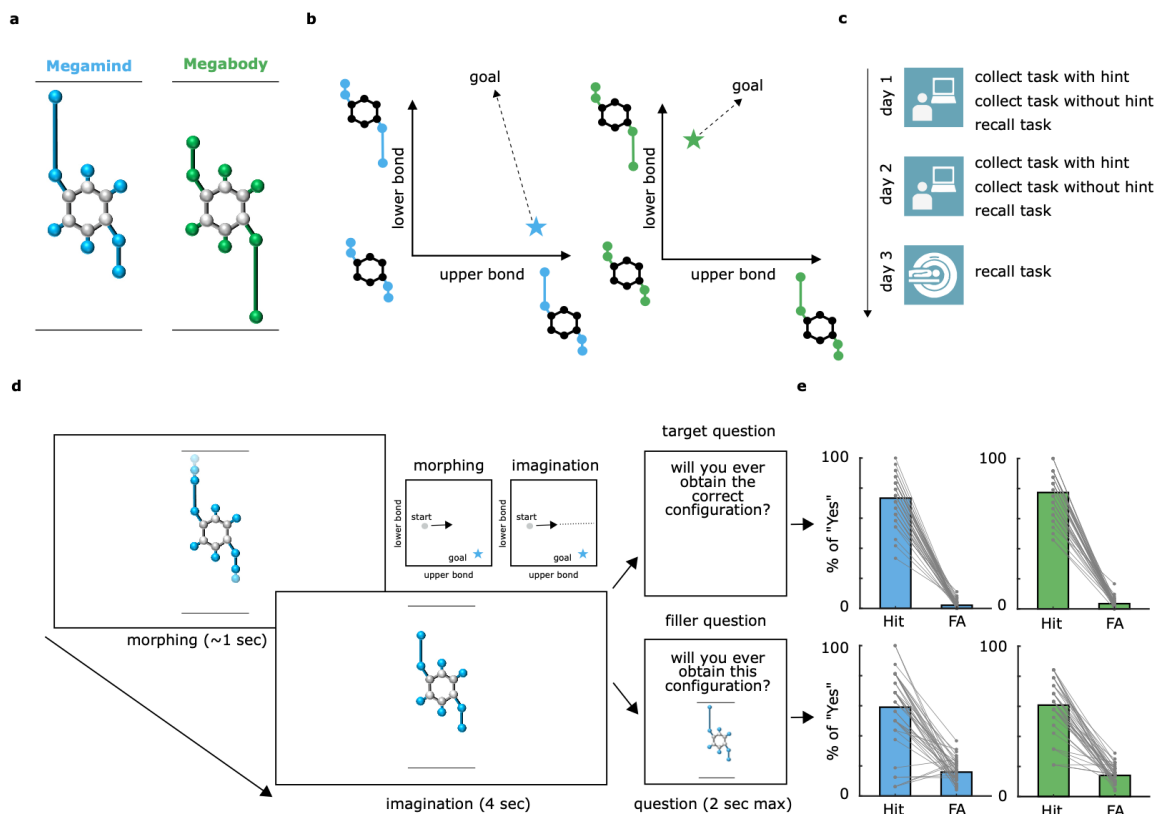 a
Megamind
Megabody
b
goal
lower bond
upper bond
goal
lower bond
upper bond
c
day 1
collect task with hint
collect task without hint
recall task
day 2
collect task with hint
collect task without hint
recall task
day 3
recall task
d
morphing (~1 sec)
morphing
start
goal
lower bond
upper bond
imagination
start
goal
lower bond
upper bond
imagination (4 sec)
target question
will you ever
obtain the
correct
configuration?
filler question
will you ever
obtain this
configuration?
question (2 sec max)
e
% of "Yes"
100
0
Hit
FA
100
0
Hit
FA
% of "Yes"
100
0
Hit
FA
100
0
Hit
FA